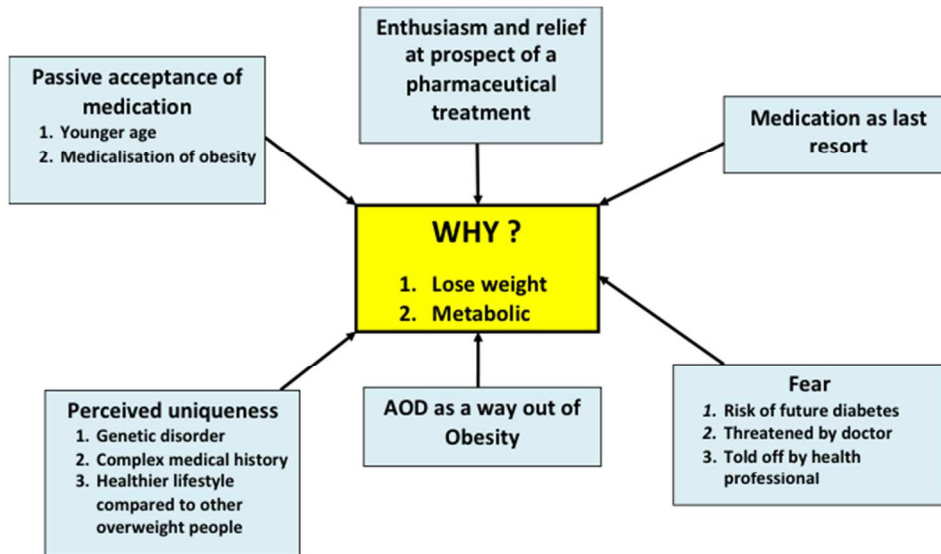 Enthusiasm and relief
at prospect of a
pharmaceutical
treatment
Passive acceptance of
medication
1. Younger age
2. Medicalisation of obesity
Medication as last
resort
WHY ?
1. Lose weight
2. Metabolic
Perceived uniqueness
1. Genetic disorder
2. Complex medical history
3. Healthier lifestyle
compared to other
overweight people
AOD as a way out of
Obesity
Fear
1. Risk of future diabetes
2. Threatened by doctor
3. Told off by health
professional